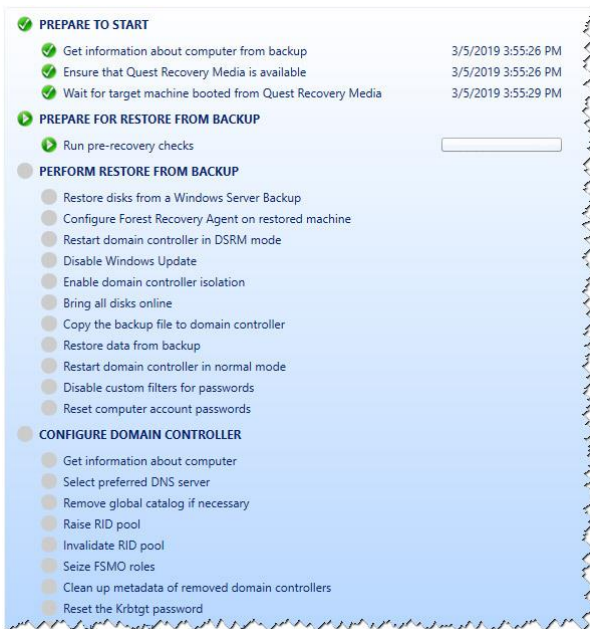 PREPARE TO START
Get information about computer from backup 3/5/2019 3:55:26 PM
Ensure that Quest Recovery Media is available 3/5/2019 3:55:26 PM
Wait for target machine booted from Quest Recovery Media 3/5/2019 3:55:29 PM
PREPARE FOR RESTORE FROM BACKUP
Run pre-recovery checks
PERFORM RESTORE FROM BACKUP
Restore disks from a Windows Server Backup
Configure Forest Recovery Agent on restored machine
Restart domain controller in DSRM mode
Disable Windows Update
Enable domain controller isolation
Bring all disks online
Copy the backup file to domain controller
Restore data from backup
Restart domain controller in normal mode
Disable custom filters for passwords
Reset computer account passwords
CONFIGURE DOMAIN CONTROLLER
Get information about computer
Select preferred DNS server
Remove global catalog if necessary
Raise RID pool
Invalidate RID pool
Seize FSMO roles
Clean up metadata of removed domain controllers
Reset the Krbtgt password